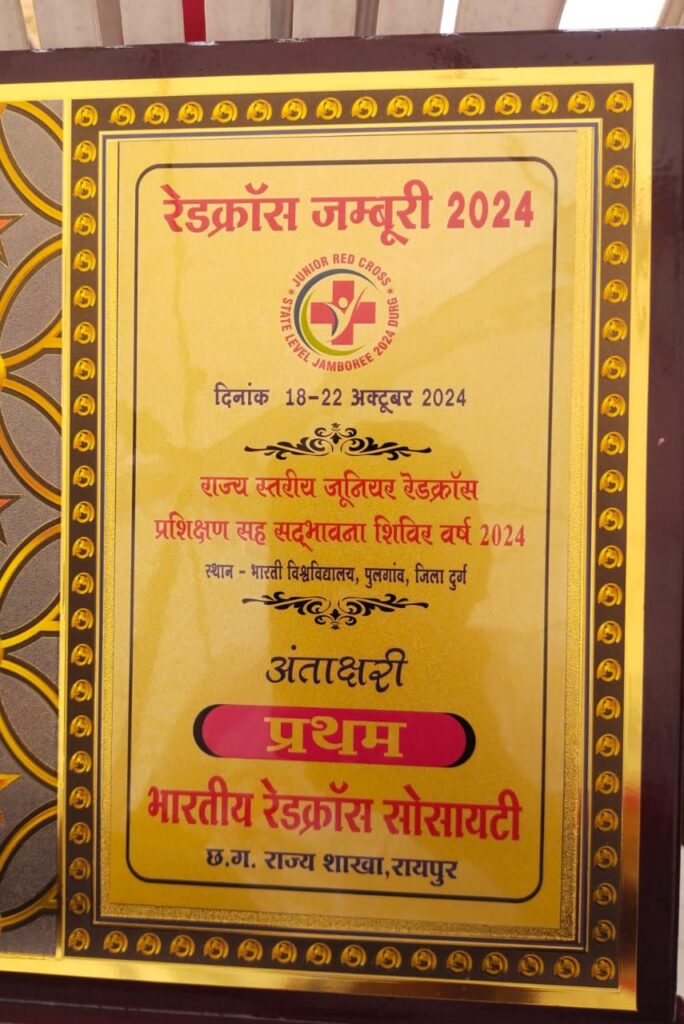 रेडक्रॉस जम्बूरी 2024
JUNIOR RED CROSS
STATE LEVEL JAMBOREE 2024 DURG
दिनांक 18-22 अक्टूबर 2024
राज्य स्तरीय जूनियर रेडक्रॉस
प्रशिक्षण सह सद्भावना शिविर वर्ष 2024
स्थान - भारती विश्वविद्यालय, पुलगांव, जिला दुर्ग
अंताक्षरी
प्रथम
भारतीय रेडक्रॉस सोसायटी
छ.ग. राज्य शाखा,रायपुर